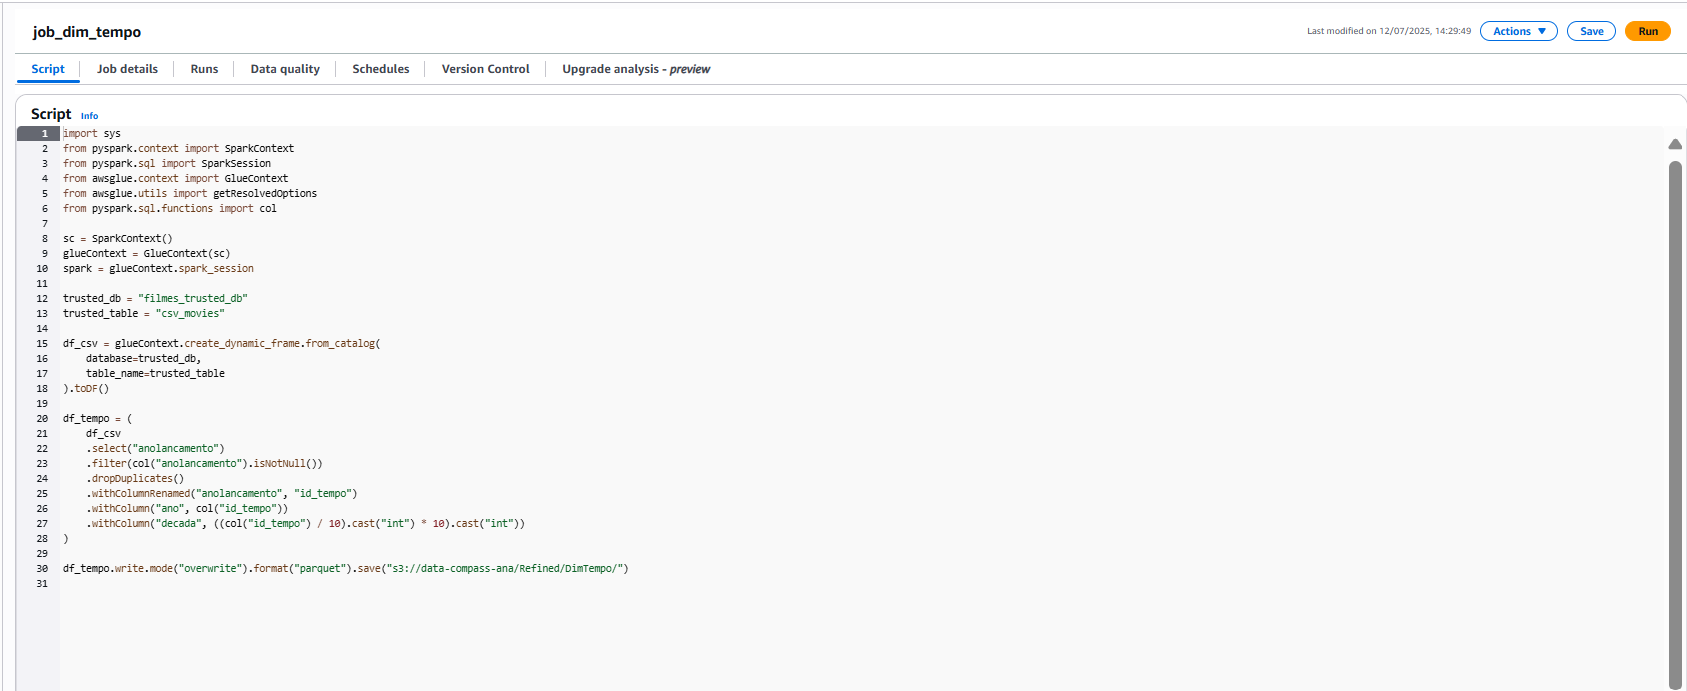 job_dim_tempo
Last modified on 12/07/2025, 14:29:49 Actions ▼ Save Run
Script Job details Runs Data quality Schedules Version Control Upgrade analysis - preview
Script Info
1 import sys
2 from pyspark.context import SparkContext
3 from pyspark.sql import SparkSession
4 from awsglue.context import GlueContext
5 from awsglue.utils import getResolvedOptions
6 from pyspark.sql.functions import col
7
8 sc = SparkContext()
9 glueContext = GlueContext(sc)
10 spark = glueContext.spark_session
11
12 trusted_db = "filmes_trusted_db"
13 trusted_table = "csv_movies"
14
15 df_csv = glueContext.create_dynamic_frame.from_catalog(
16     database=trusted_db,
17     table_name=trusted_table
18 ).toDF()
19
20 df_tempo = (
21     df_csv
22     .select("anolancamento")
23     .filter(col("anolancamento").isNotNull())
24     .dropDuplicates()
25     .withColumnRenamed("anolancamento", "id_tempo")
26     .withColumn("ano", col("id_tempo"))
27     .withColumn("decada", ((col("id_tempo") / 10).cast("int") * 10).cast("int"))
28 )
29
30 df_tempo.write.mode("overwrite").format("parquet").save("s3://data-compass-ana/Refined/DimTempo/")
31